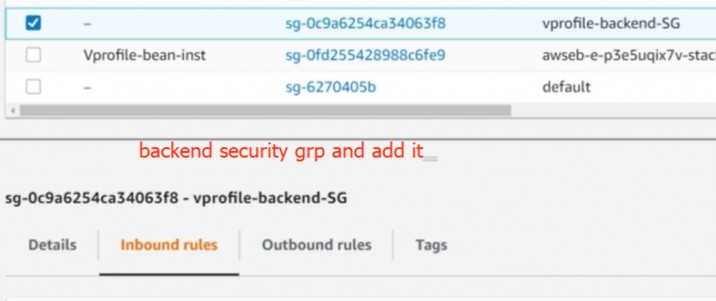 – sg-0c9a6254ca34063f8 vprofile-backend-SG
Vprofile-bean-inst sg-0fd255428988c6fe9 awseb-e-p3e5uqix7v-stac
– sg-6270405b default
backend security grp and add it
sg-0c9a6254ca34063f8 - vprofile-backend-SG
Details Inbound rules Outbound rules Tags